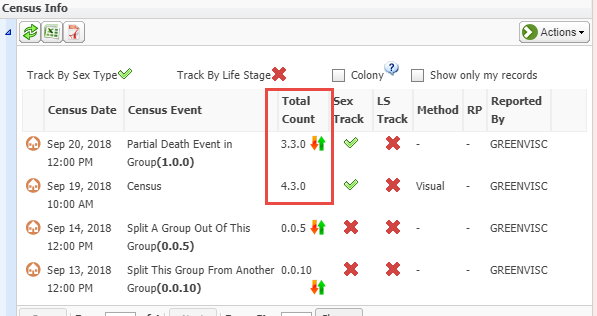 Census Info
Actions
Track By Sex Type Track By Life Stage Colony Show only my records
Census Date Census Event Total Count Sex Track LS Track Method RP Reported By
Sep 20, 2018 12:00 PM Partial Death Event in Group(1.0.0) 3.3.0 - - GREENVISC
Sep 19, 2018 10:00 AM Census 4.3.0 Visual - GREENVISC
Sep 14, 2018 12:00 PM Split A Group Out Of This Group(0.0.5) 0.0.5 - - GREENVISC
Sep 13, 2018 12:00 PM Split This Group From Another Group(0.0.10) 0.0.10 - - GREENVISC